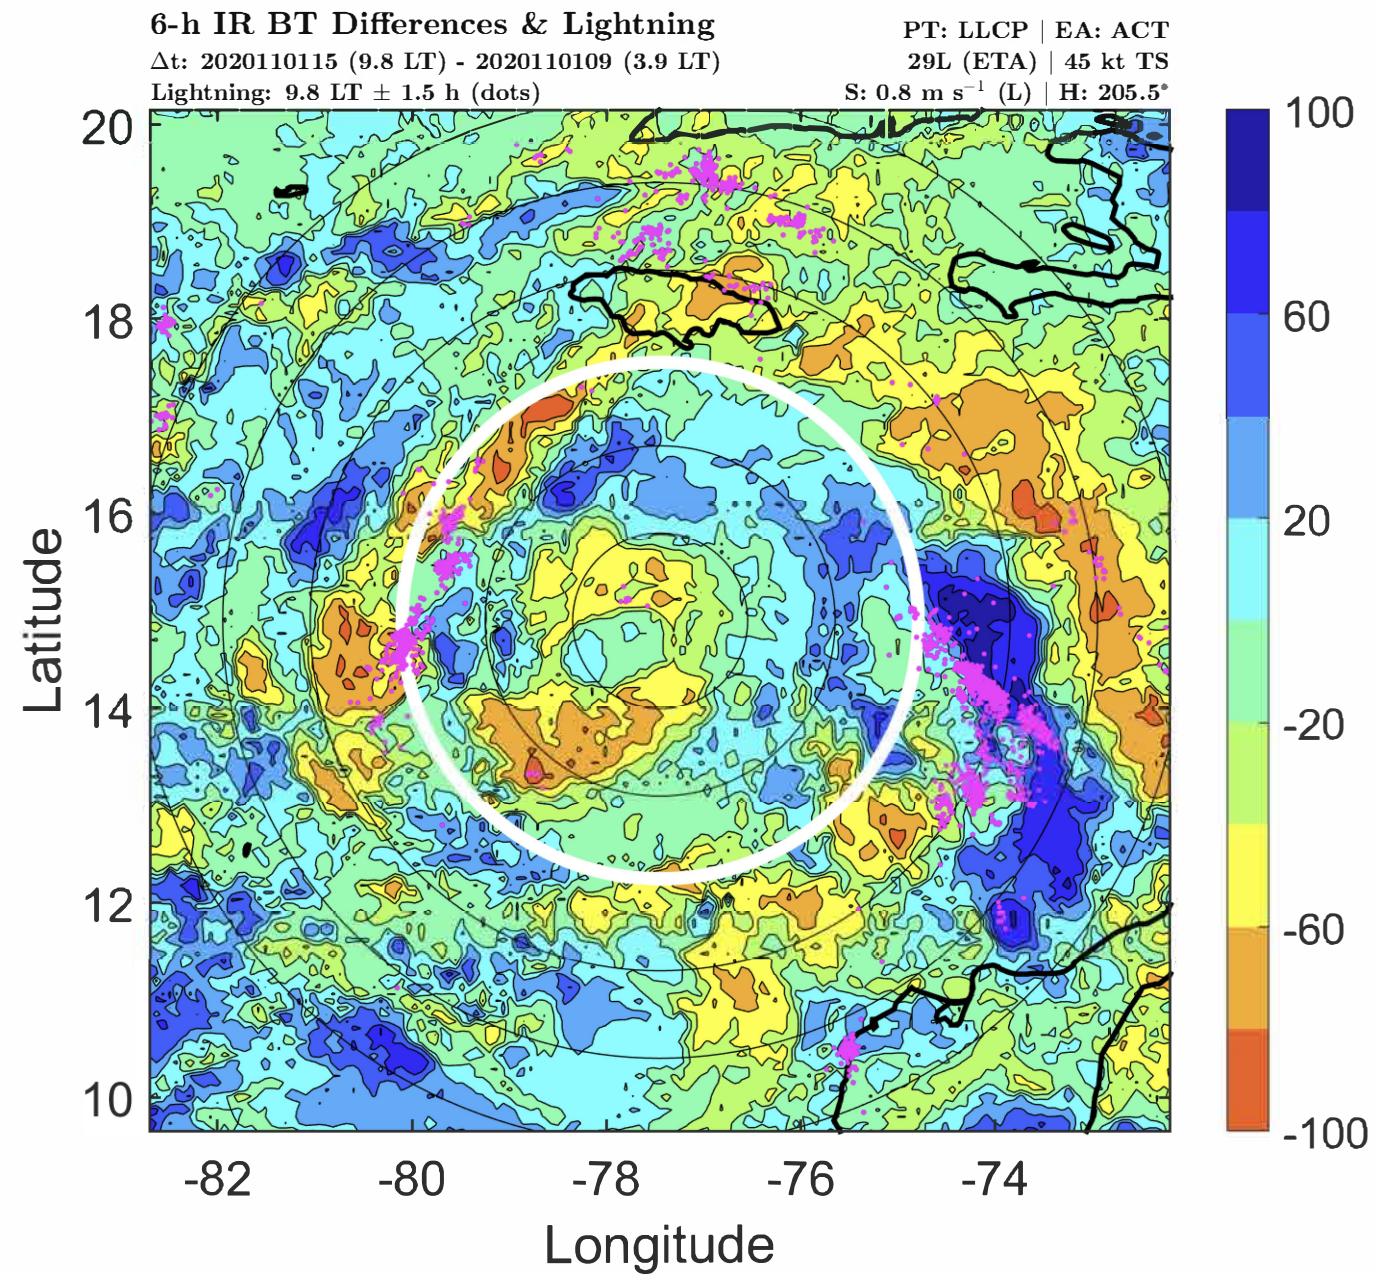 6-h IR BT Differences & Lightning
PT: LLCP | EA: ACT
Δt: 2020110115 (9.8 LT) - 2020110109 (3.9 LT)
29L (ETA) | 45 kt TS
Lightning: 9.8 LT ± 1.5 h (dots)
S: 0.8 m s⁻¹ (L) | H: 205.5°
20
18
16
14
12
10
Latitude
-82
-80
-78
-76
-74
Longitude
100
60
20
-20
-60
-100